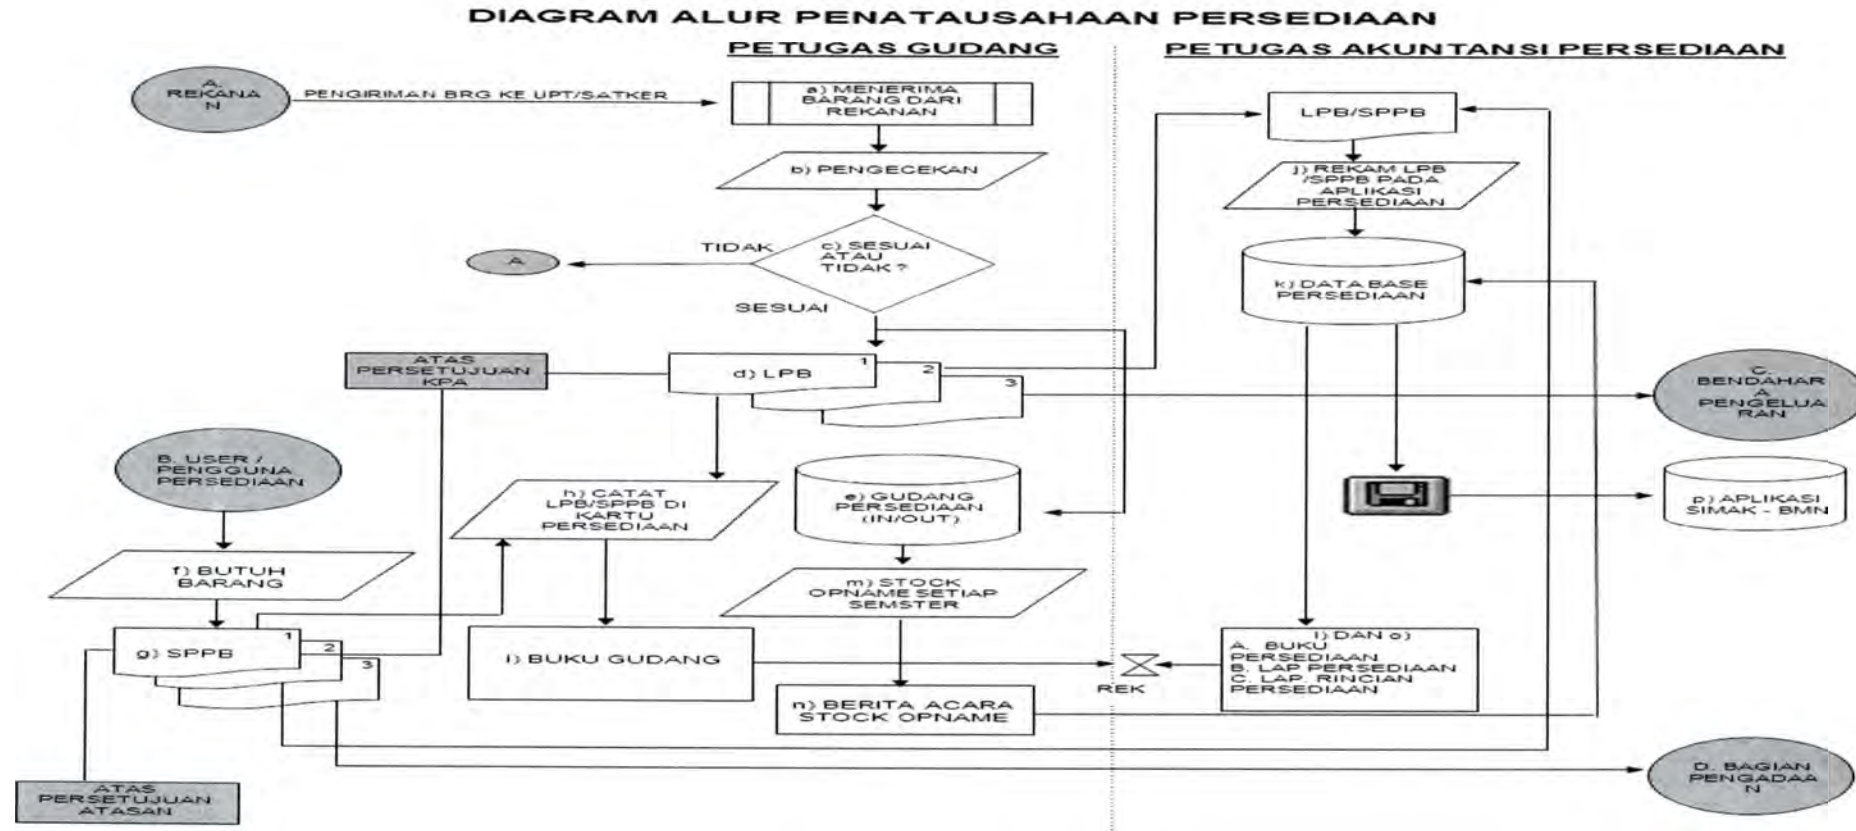 DIAGRAM ALUR PENATAUSAHAAN PERSEDIAAN
PETUGAS GUDANG
PETUGAS AKUNTANSI PERSEDIAAN
A.
REKANA
N
PENGIRIMAN BRG KE UPT/SATKER
a) MENERIMA
BARANG DARI
REKANAN
b) PENGECEKAN
c) SESUAI
ATAU
TIDAK ?
TIDAK
A
SESUAI
ATAS
PERSETUJUAN
KPA
d) LPB
1
2
3
LPB/SPPB
j) REKAM LPB
/SPPB PADA
APLIKASI
PERSEDIAAN
k) DATA BASE
PERSEDIAAN
C.
BENDAHAR
A
PENGELUA
RAN
B. USER /
PENGGUNA
PERSEDIAAN
h) CATAT
LPB/SPPB DI
KARTU
PERSEDIAAN
e) GUDANG
PERSEDIAAN
(IN/OUT)
p) APLIKASI
SIMAK - BMN
f) BUTUH
BARANG
m) STOCK
OPNAME SETIAP
SEMSTER
g) SPPB
1
2
3
i) BUKU GUDANG
REK
l) DAN o)
A. BUKU
PERSEDIAAN
B. LAP PERSEDIAAN
C. LAP. RINCIAN
PERSEDIAAN
n) BERITA ACARA
STOCK OPNAME
ATAS
PERSETUJUAN
ATASAN
D. BAGIAN
PENGADAA
N